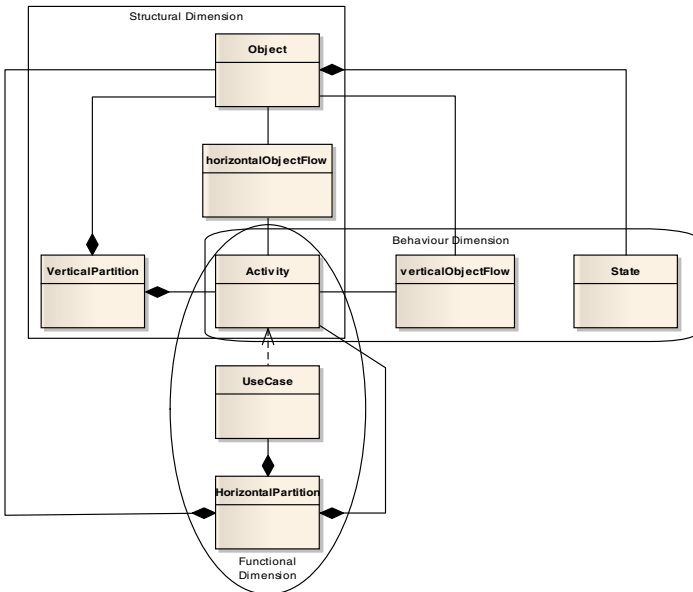 Structural Dimension
Object
horizontalObjectFlow
Behaviour Dimension
VerticalPartition
Activity
verticalObjectFlow
State
UseCase
HorizontalPartition
Functional
Dimension